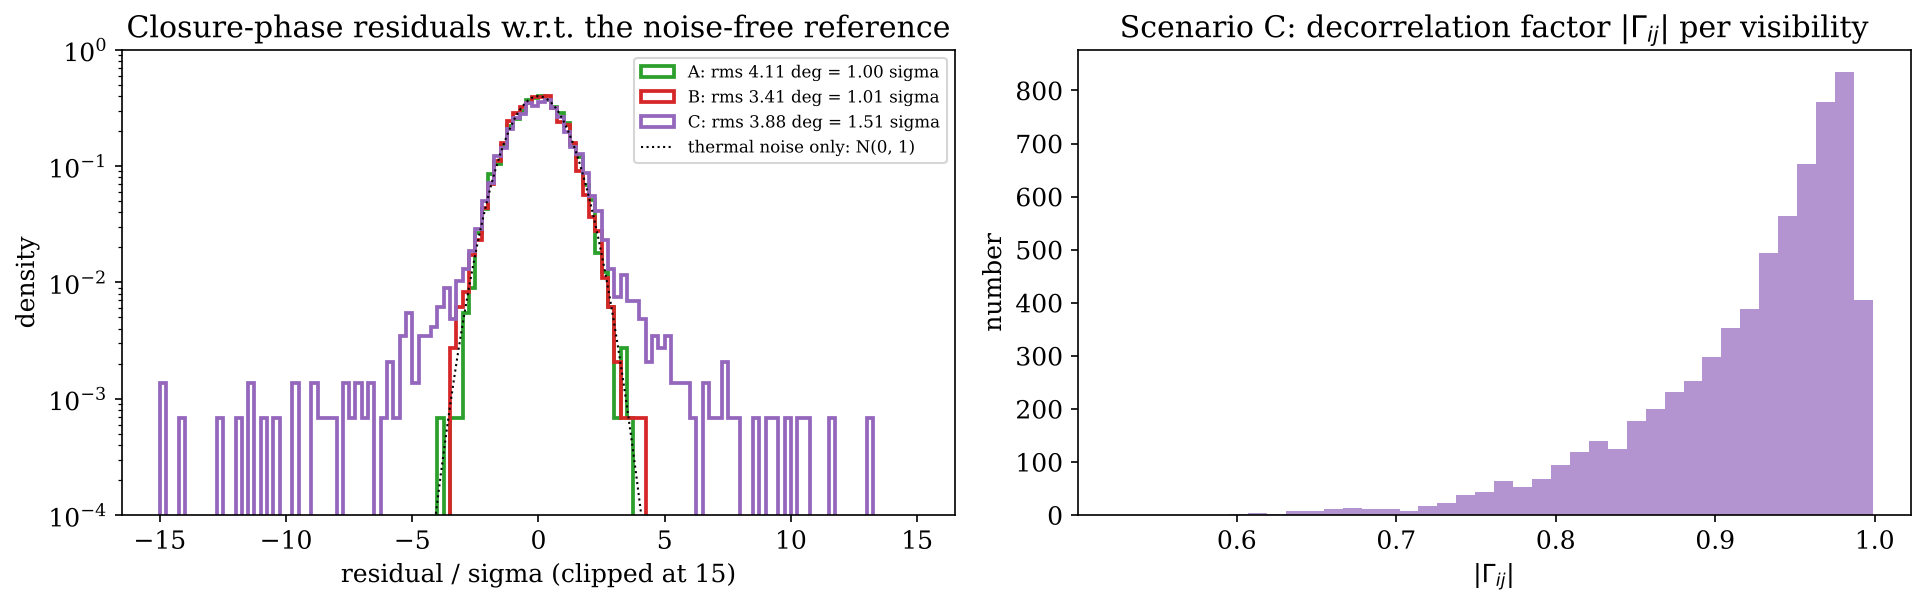 Closure-phase residuals w.r.t. the noise-free reference
10⁰
10⁻¹
10⁻²
10⁻³
10⁻⁴
density
A: rms 4.11 deg = 1.00 sigma
B: rms 3.41 deg = 1.01 sigma
C: rms 3.88 deg = 1.51 sigma
thermal noise only: N(0, 1)
−15 −10 −5 0 5 10 15
residual / sigma (clipped at 15)
Scenario C: decorrelation factor |Γij| per visibility
800
700
600
500
400
300
200
100
0
number
0.6 0.7 0.8 0.9 1.0
|Γij|